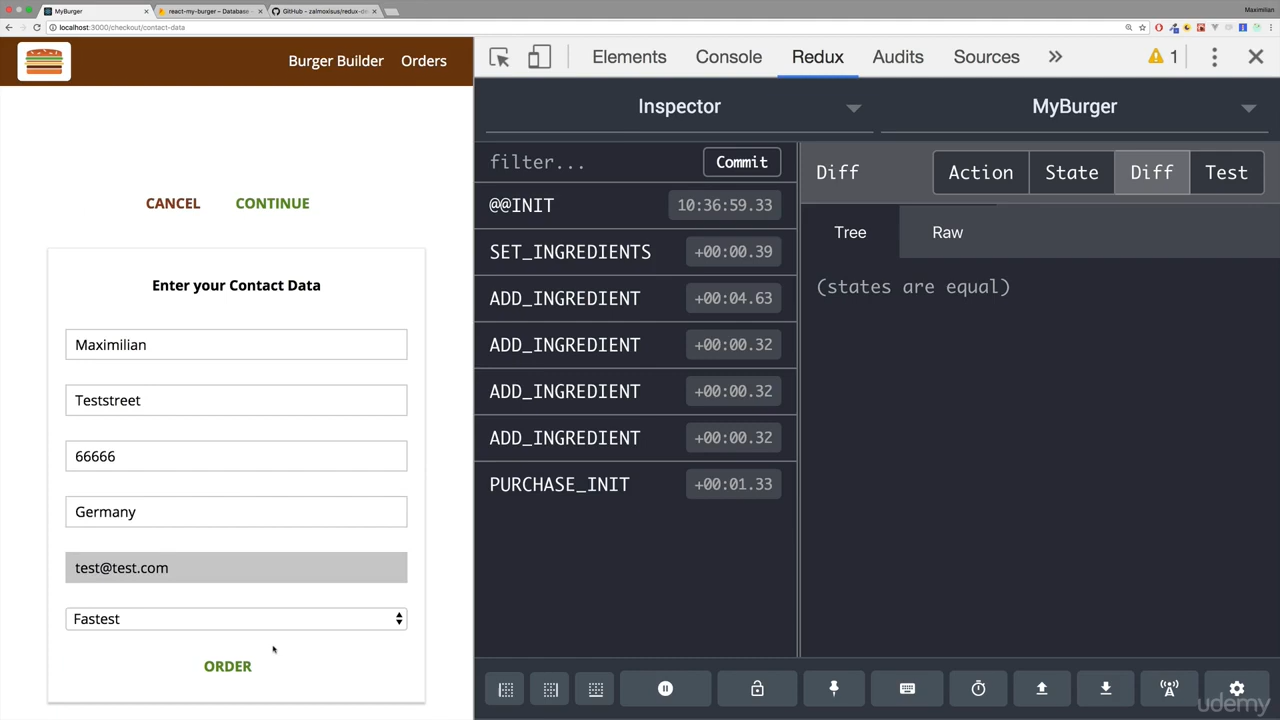 MyBurger
react-my-burger – Database
GitHub - zalmoxisus/redux-de
Maximilian
localhost:3000/checkout/contact-data
Burger Builder
Orders
CANCEL
CONTINUE
Enter your Contact Data
Maximilian
Teststreet
66666
Germany
test@test.com
Fastest
ORDER
Elements
Console
Redux
Audits
Sources
1
Inspector
MyBurger
filter...
Commit
@@INIT
10:36:59.33
SET_INGREDIENTS
+00:00.39
ADD_INGREDIENT
+00:04.63
ADD_INGREDIENT
+00:00.32
ADD_INGREDIENT
+00:00.32
ADD_INGREDIENT
+00:00.32
PURCHASE_INIT
+00:01.33
Diff
Action
State
Diff
Test
Tree
Raw
(states are equal)
udemy